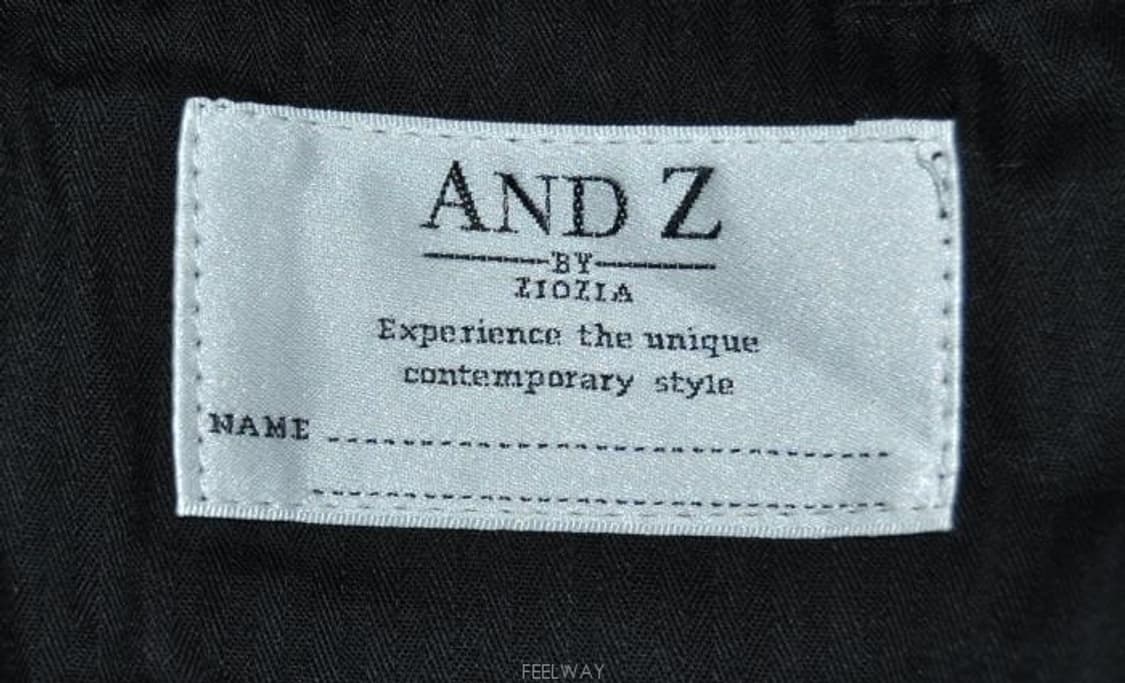 AND Z
BY
ZIOZIA
Experience the unique
contemporary style
NAME
FEELWAY